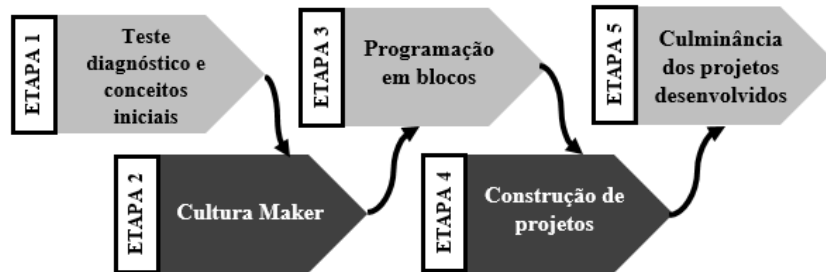 ETAPA 1
Teste
diagnóstico e
conceitos
iniciais
ETAPA 2
Cultura Maker
ETAPA 3
Programação
em blocos
ETAPA 4
Construção de
projetos
ETAPA 5
Culminância
dos projetos
desenvolvidos